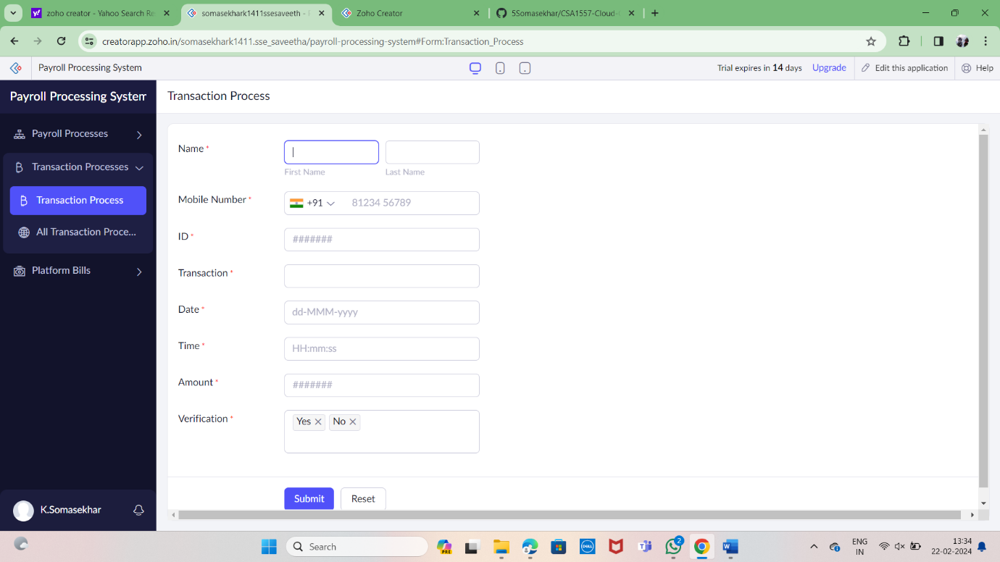 zoho creator - Yahoo Search Re
somasekhark1411ssesaveeth -
Zoho Creator
5Somasekhar/CSA1557-Cloud-
creatorapp.zoho.in/somasekhark1411.sse_saveetha/payroll-processing-system#Form:Transaction_Process
Payroll Processing System
Trial expires in 14 days Upgrade Edit this application Help
Payroll Processing System
Transaction Process
Payroll Processes
Transaction Processes
Transaction Process
All Transaction Proce...
Platform Bills
K.Somasekhar
Name *
First Name Last Name
Mobile Number *
+91 81234 56789
ID *
#######
Transaction *
Date *
dd-MMM-yyyy
Time *
HH:mm:ss
Amount *
#######
Verification *
Yes No
Submit Reset
Search
PRE
DELL
2
ENG
IN
13:34
22-02-2024